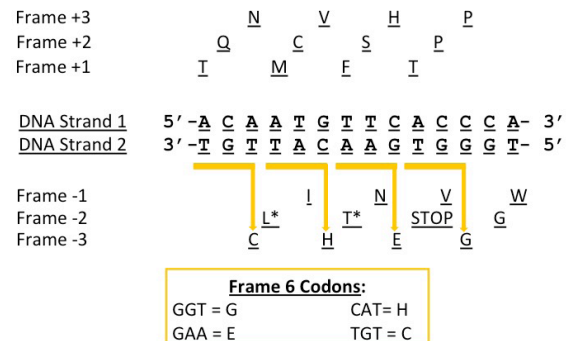 Frame +3 N V H P
Frame +2 Q C S P
Frame +1 T M F T
DNA Strand 1 5′-A C A A T G T T C A C C C A- 3′
DNA Strand 2 3′-T G T T A C A A G T G G G T- 5′
Frame -1 I N V W
Frame -2 L* T* STOP G
Frame -3 C H E G
Frame 6 Codons:
GGT = G CAT= H
GAA = E TGT = C